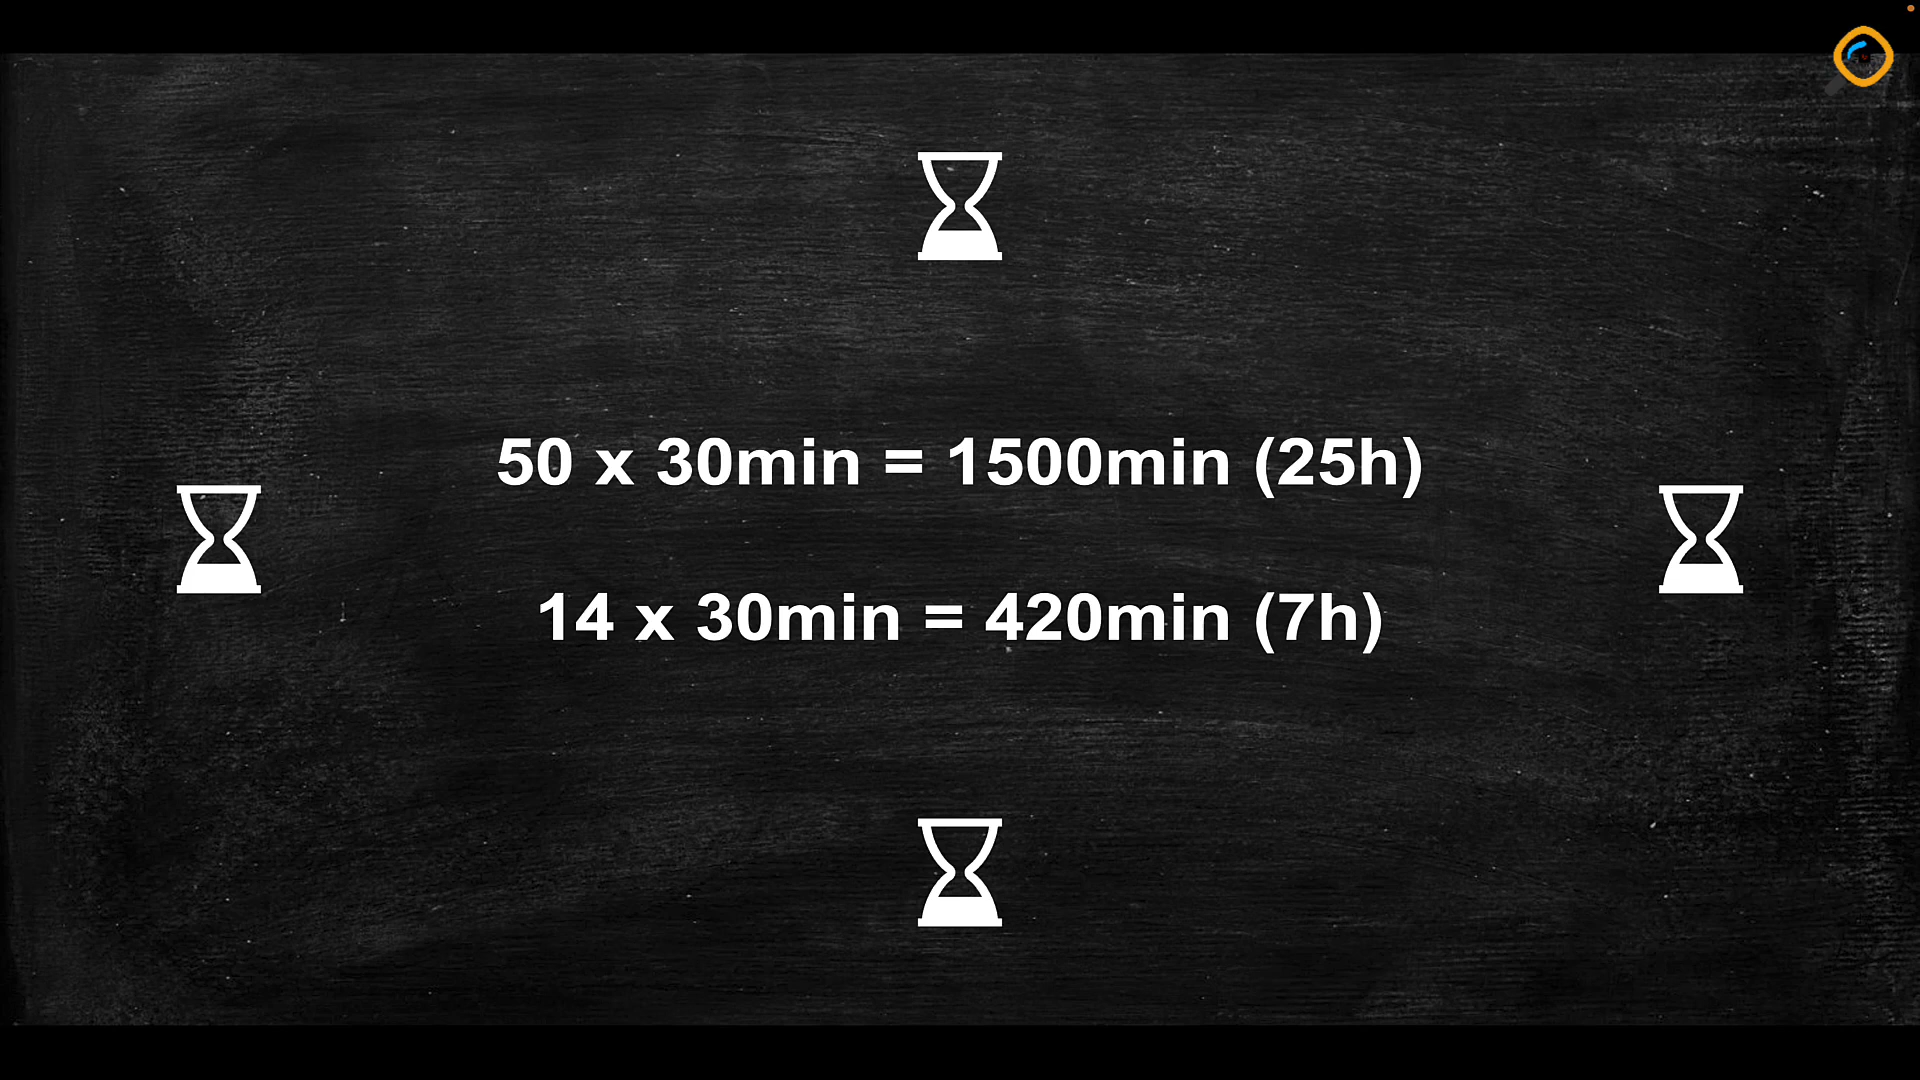 50 x 30min = 1500min (25h)
14 x 30min = 420min (7h)